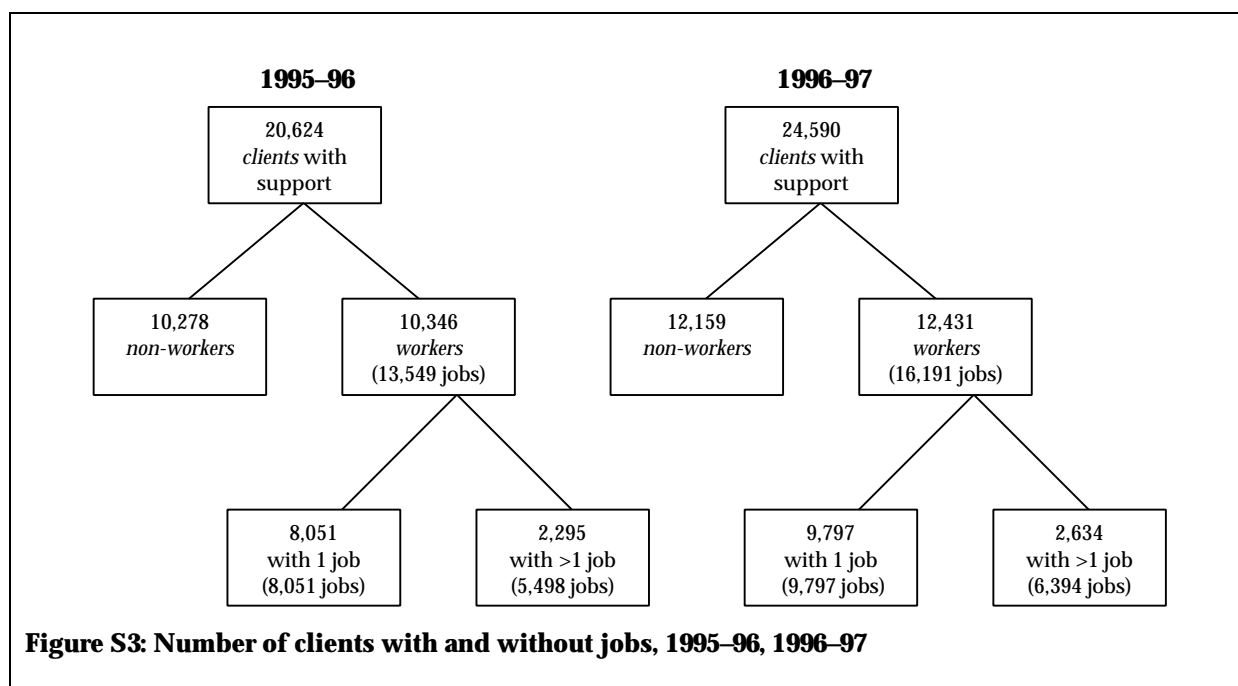 1995–96
20,624
clients with
support
10,278
non-workers
10,346
workers
(13,549 jobs)
8,051
with 1 job
(8,051 jobs)
2,295
with >1 job
(5,498 jobs)
1996–97
24,590
clients with
support
12,159
non-workers
12,431
workers
(16,191 jobs)
9,797
with 1 job
(9,797 jobs)
2,634
with >1 job
(6,394 jobs)
Figure S3: Number of clients with and without jobs, 1995–96, 1996–97